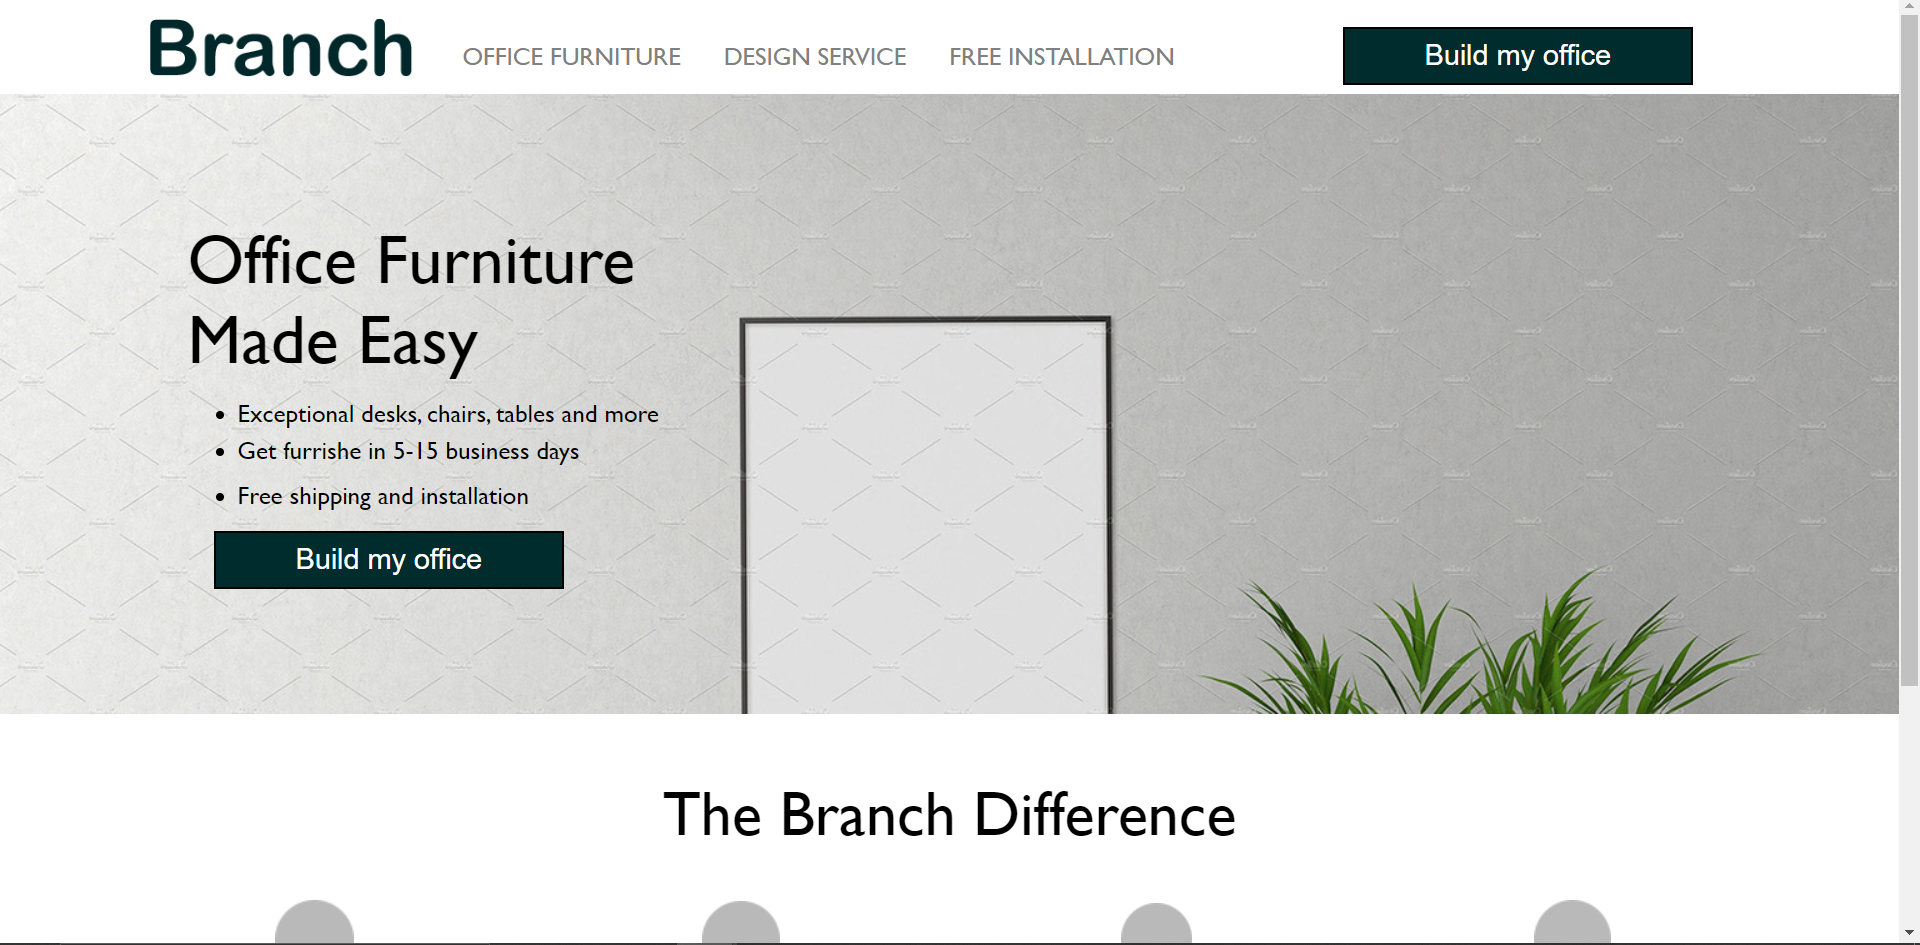 Branch
OFFICE FURNITURE DESIGN SERVICE FREE INSTALLATION
Build my office
Office Furniture
Made Easy
Exceptional desks, chairs, tables and more
Get furrishe in 5-15 business days
Free shipping and installation
Build my office
The Branch Difference